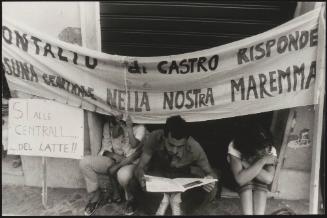 ONTALTO di CASTRO RISPONDE
SUNA CENTRALE NELLA NOSTRA MAREMMA
SI ALLE
CENTRALI....
...DEL LATTE!!